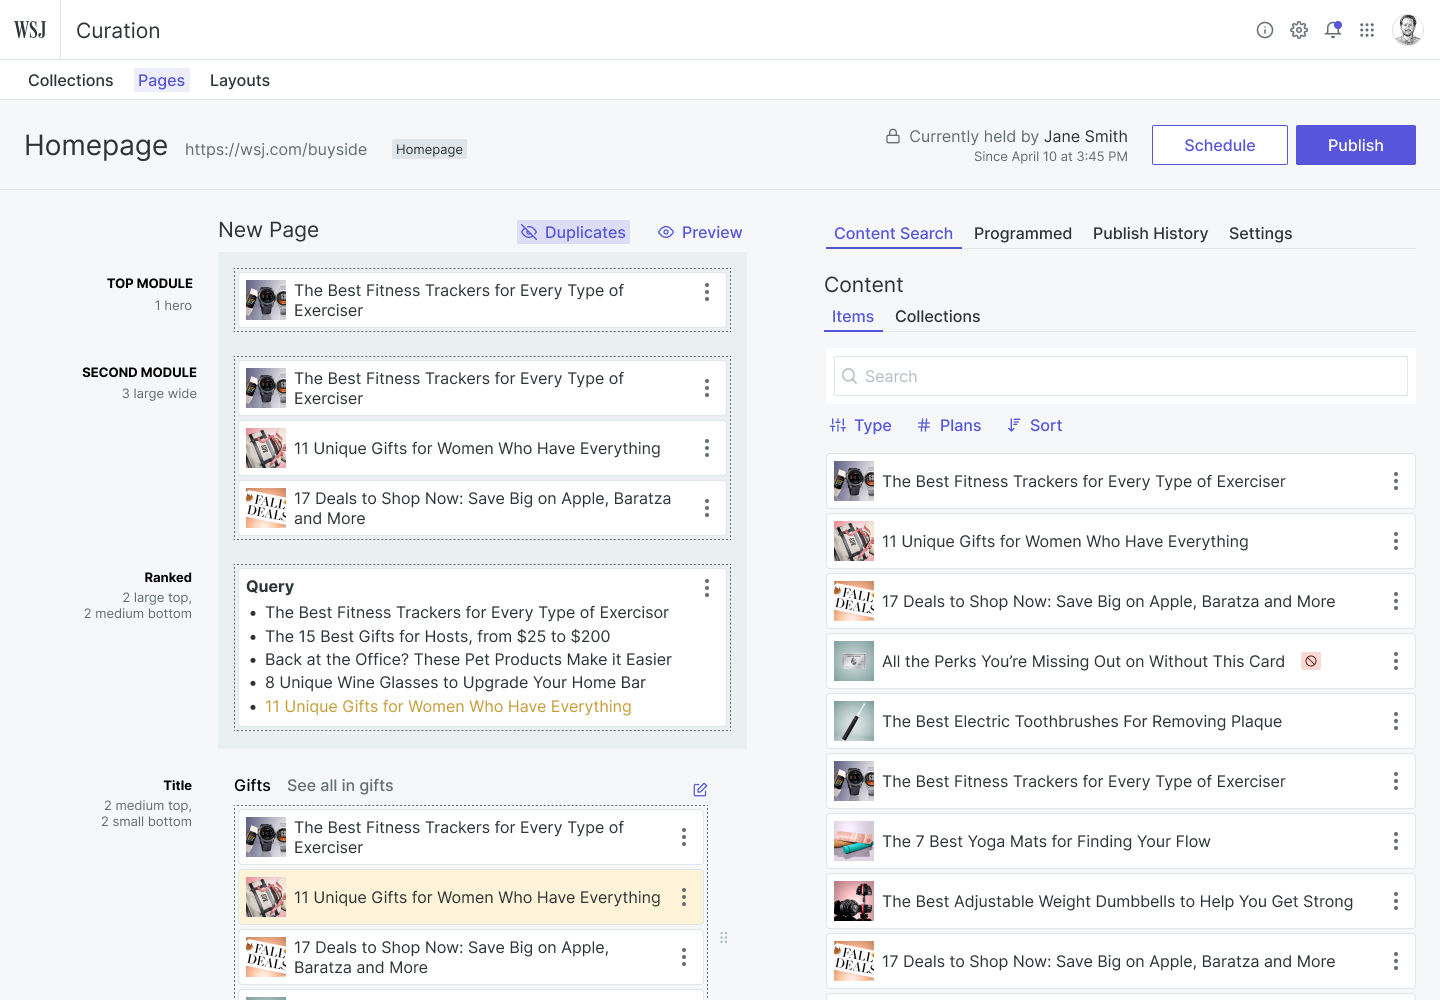 WSJ
Curation
Collections
Pages
Layouts
Homepage
https://wsj.com/buyside
Homepage
Currently held by Jane Smith
Since April 10 at 3:45 PM
Schedule
Publish
New Page
Duplicates
Preview
TOP MODULE
1 hero
The Best Fitness Trackers for Every Type of
Exerciser
SECOND MODULE
3 large wide
The Best Fitness Trackers for Every Type of
Exerciser
11 Unique Gifts for Women Who Have Everything
FALL
DEALS
17 Deals to Shop Now: Save Big on Apple, Baratza
and More
Ranked
2 large top,
2 medium bottom
Query
• The Best Fitness Trackers for Every Type of Exercisor
• The 15 Best Gifts for Hosts, from $25 to $200
• Back at the Office? These Pet Products Make it Easier
• 8 Unique Wine Glasses to Upgrade Your Home Bar
• 11 Unique Gifts for Women Who Have Everything
Title
2 medium top,
2 small bottom
Gifts
See all in gifts
The Best Fitness Trackers for Every Type of
Exerciser
11 Unique Gifts for Women Who Have Everything
FALL
DEALS
17 Deals to Shop Now: Save Big on Apple,
Baratza and More
Content Search
Programmed
Publish History
Settings
Content
Items
Collections
Search
Type
Plans
Sort
The Best Fitness Trackers for Every Type of Exerciser
11 Unique Gifts for Women Who Have Everything
FALL
DEALS
17 Deals to Shop Now: Save Big on Apple, Baratza and More
All the Perks You’re Missing Out on Without This Card
The Best Electric Toothbrushes For Removing Plaque
The Best Fitness Trackers for Every Type of Exerciser
The 7 Best Yoga Mats for Finding Your Flow
The Best Adjustable Weight Dumbbells to Help You Get Strong
FALL
DEALS
17 Deals to Shop Now: Save Big on Apple, Baratza and More